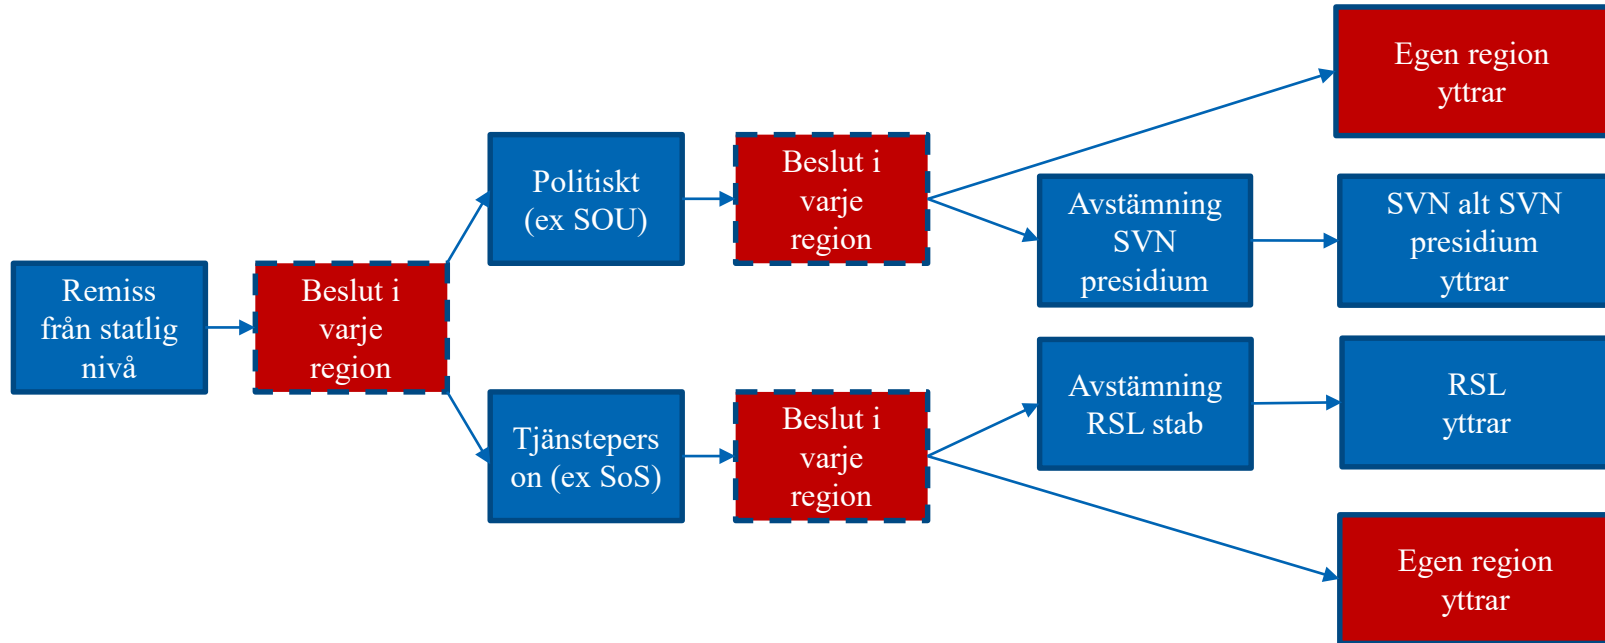 Remiss
från statlig
nivå
Beslut i
varje
region
Politiskt
(ex SOU)
Beslut i
varje
region
Egen region
yttrar
Avstämning
SVN
presidium
SVN alt SVN
presidium
yttrar
Tjänstepers
on (ex SoS)
Beslut i
varje
region
Avstämning
RSL stab
RSL
yttrar
Egen region
yttrar